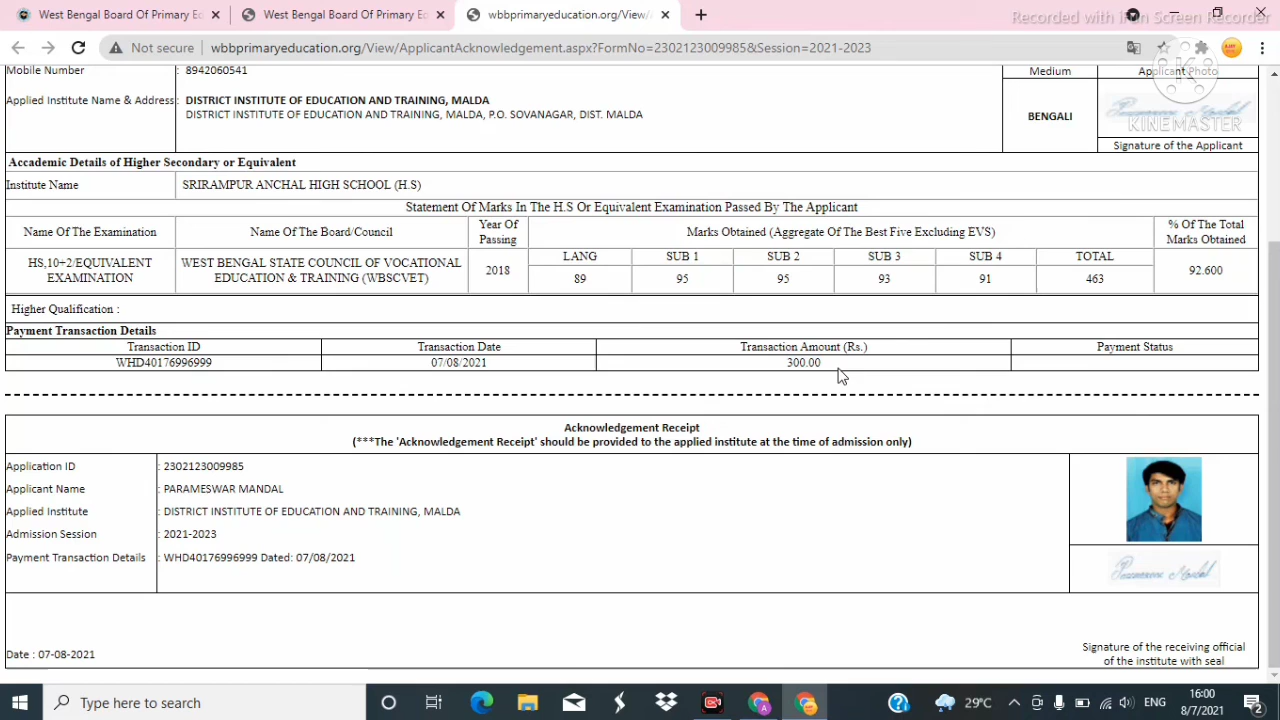 West Bengal Board Of Primary Ed
West Bengal Board Of Primary Ed
wbbprimaryeducation.org/View/
Recorded with iFun Screen Recorder
Not secure
wbbprimaryeducation.org/View/ApplicantAcknowledgement.aspx?FormNo=2302123009985&Session=2021-2023
Mobile Number : 8942060541
Medium
Applicant Photo
Applied Institute Name & Address : DISTRICT INSTITUTE OF EDUCATION AND TRAINING, MALDA
DISTRICT INSTITUTE OF EDUCATION AND TRAINING, MALDA, P.O. SOVANAGAR, DIST. MALDA
BENGALI
K
KINEMASTER
Signature of the Applicant
Accademic Details of Higher Secondary or Equivalent
Institute Name SRIRAMPUR ANCHAL HIGH SCHOOL (H.S)
Statement Of Marks In The H.S Or Equivalent Examination Passed By The Applicant
Name Of The Examination
Name Of The Board/Council
Year Of Passing
Marks Obtained (Aggregate Of The Best Five Excluding EVS)
% Of The Total Marks Obtained
LANG SUB 1 SUB 2 SUB 3 SUB 4 TOTAL
HS,10+2/EQUIVALENT EXAMINATION
WEST BENGAL STATE COUNCIL OF VOCATIONAL EDUCATION & TRAINING (WBSCVET)
2018
89 95 95 93 91 463
92.600
Higher Qualification :
Payment Transaction Details
Transaction ID Transaction Date Transaction Amount (Rs.) Payment Status
WHD40176996999 07/08/2021 300.00
Acknowledgement Receipt
(***The 'Acknowledgement Receipt' should be provided to the applied institute at the time of admission only)
Application ID : 2302123009985
Applicant Name : PARAMESWAR MANDAL
Applied Institute : DISTRICT INSTITUTE OF EDUCATION AND TRAINING, MALDA
Admission Session : 2021-2023
Payment Transaction Details : WHD40176996999 Dated: 07/08/2021
Parameswar Mandal
Date : 07-08-2021
Signature of the receiving official
of the institute with seal
Type here to search
29°C
ENG
16:00
8/7/2021
2